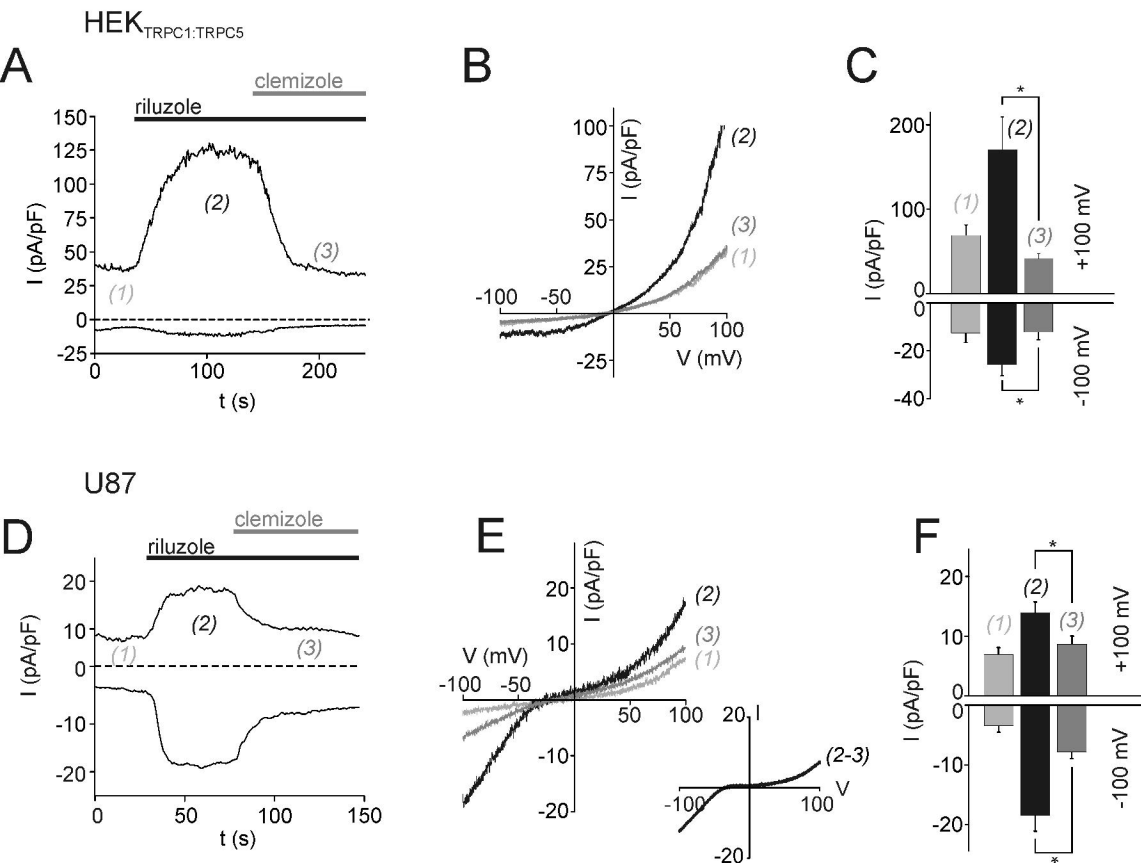 HEK TRPC1:TRPC5
A
clemizole
riluzole
150
125
100
75
50
25
0
-25
I (pA/pF)
(1)
(2)
(3)
0
100
200
t (s)
B
100
50
25
-25
I (pA/pF)
(2)
(3)
(1)
-100
-50
50
100
V (mV)
C
200
100
0
0
-20
-40
I (pA/pF)
(1)
(2)
(3)
*
*
+100 mV
-100 mV
U87
D
clemizole
riluzole
20
10
0
-10
-20
I (pA/pF)
(1)
(2)
(3)
0
50
100
150
t (s)
E
20
10
-10
-20
I (pA/pF)
V (mV)
-100
-50
50
100
(2)
(3)
(1)
20
I
(2-3)
-100
100
V
-20
F
20
10
0
0
-10
-20
I (pA/pF)
(1)
(2)
(3)
*
*
+100 mV
-100 mV